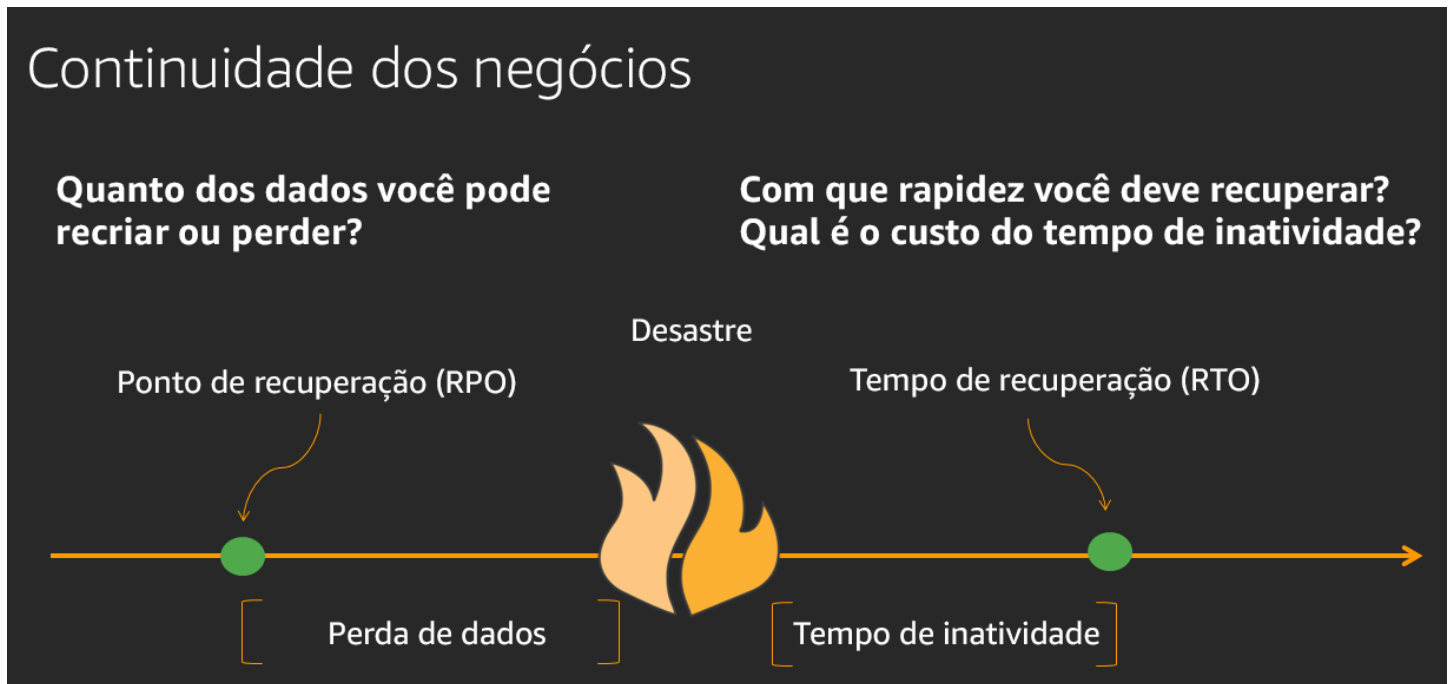 Continuidade dos negócios
Quanto dos dados você pode
recriar ou perder?
Com que rapidez você deve recuperar?
Qual é o custo do tempo de inatividade?
Desastre
Ponto de recuperação (RPO)
Tempo de recuperação (RTO)
Perda de dados
Tempo de inatividade